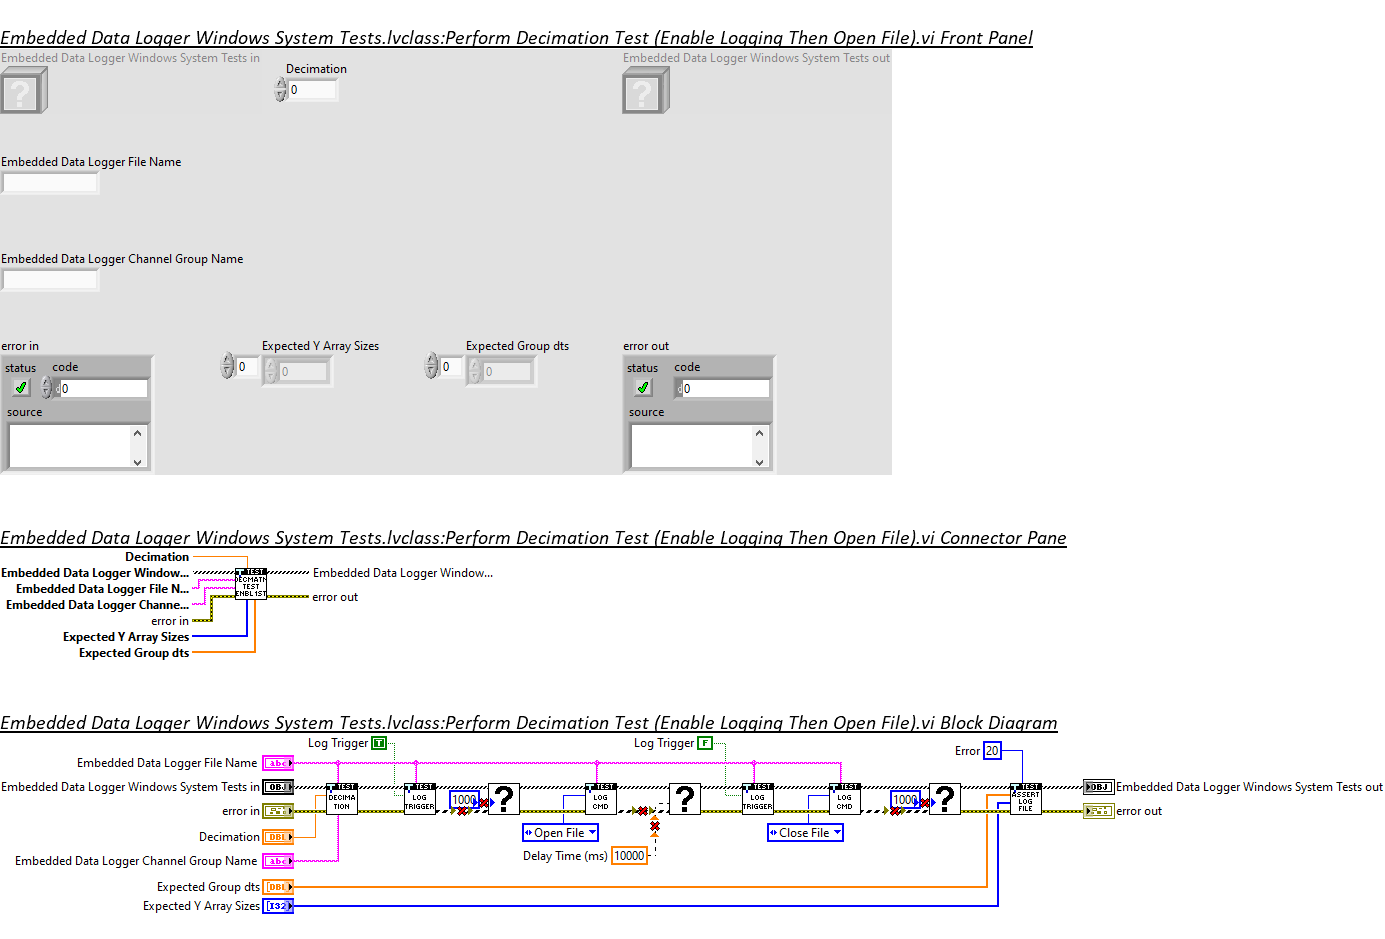 Embedded Data Logger Windows System Tests.lvclass:Perform Decimation Test (Enable Logging Then Open File).vi Front Panel
Embedded Data Logger Windows System Tests in
Decimation
Embedded Data Logger Windows System Tests out
?
0
?
Embedded Data Logger File Name
Embedded Data Logger Channel Group Name
error in
Expected Y Array Sizes
Expected Group dts
error out
status code
0
0
0
0
status code
d0
d0
source
source
Embedded Data Logger Windows System Tests.lvclass:Perform Decimation Test (Enable Logging Then Open File).vi Connector Pane
Decimation
Embedded Data Logger Window...
TEST
Embedded Data Logger Window...
Embedded Data Logger File N...
DECMATN
TEST
ENBL1ST
Embedded Data Logger Channe...
error out
error in
Expected Y Array Sizes
Expected Group dts
Embedded Data Logger Windows System Tests.lvclass:Perform Decimation Test (Enable Logging Then Open File).vi Block Diagram
Log Trigger T
Log Trigger F
Error 20
Embedded Data Logger File Name abc
Embedded Data Logger Windows System Tests in OBJ
TEST
DECIMA
TION
TEST
LOG
TRIGGER
1000
?
TEST
LOG
CMD
?
TEST
LOG
TRIGGER
TEST
LOG
CMD
1000
?
TEST
ASSERT
LOG
FILE
OBJ Embedded Data Logger Windows System Tests out
error in
error out
Decimation DBL
Open File
Close File
Delay Time (ms) 10000
Embedded Data Logger Channel Group Name abc
Expected Group dts [DBL]
Expected Y Array Sizes [I32]